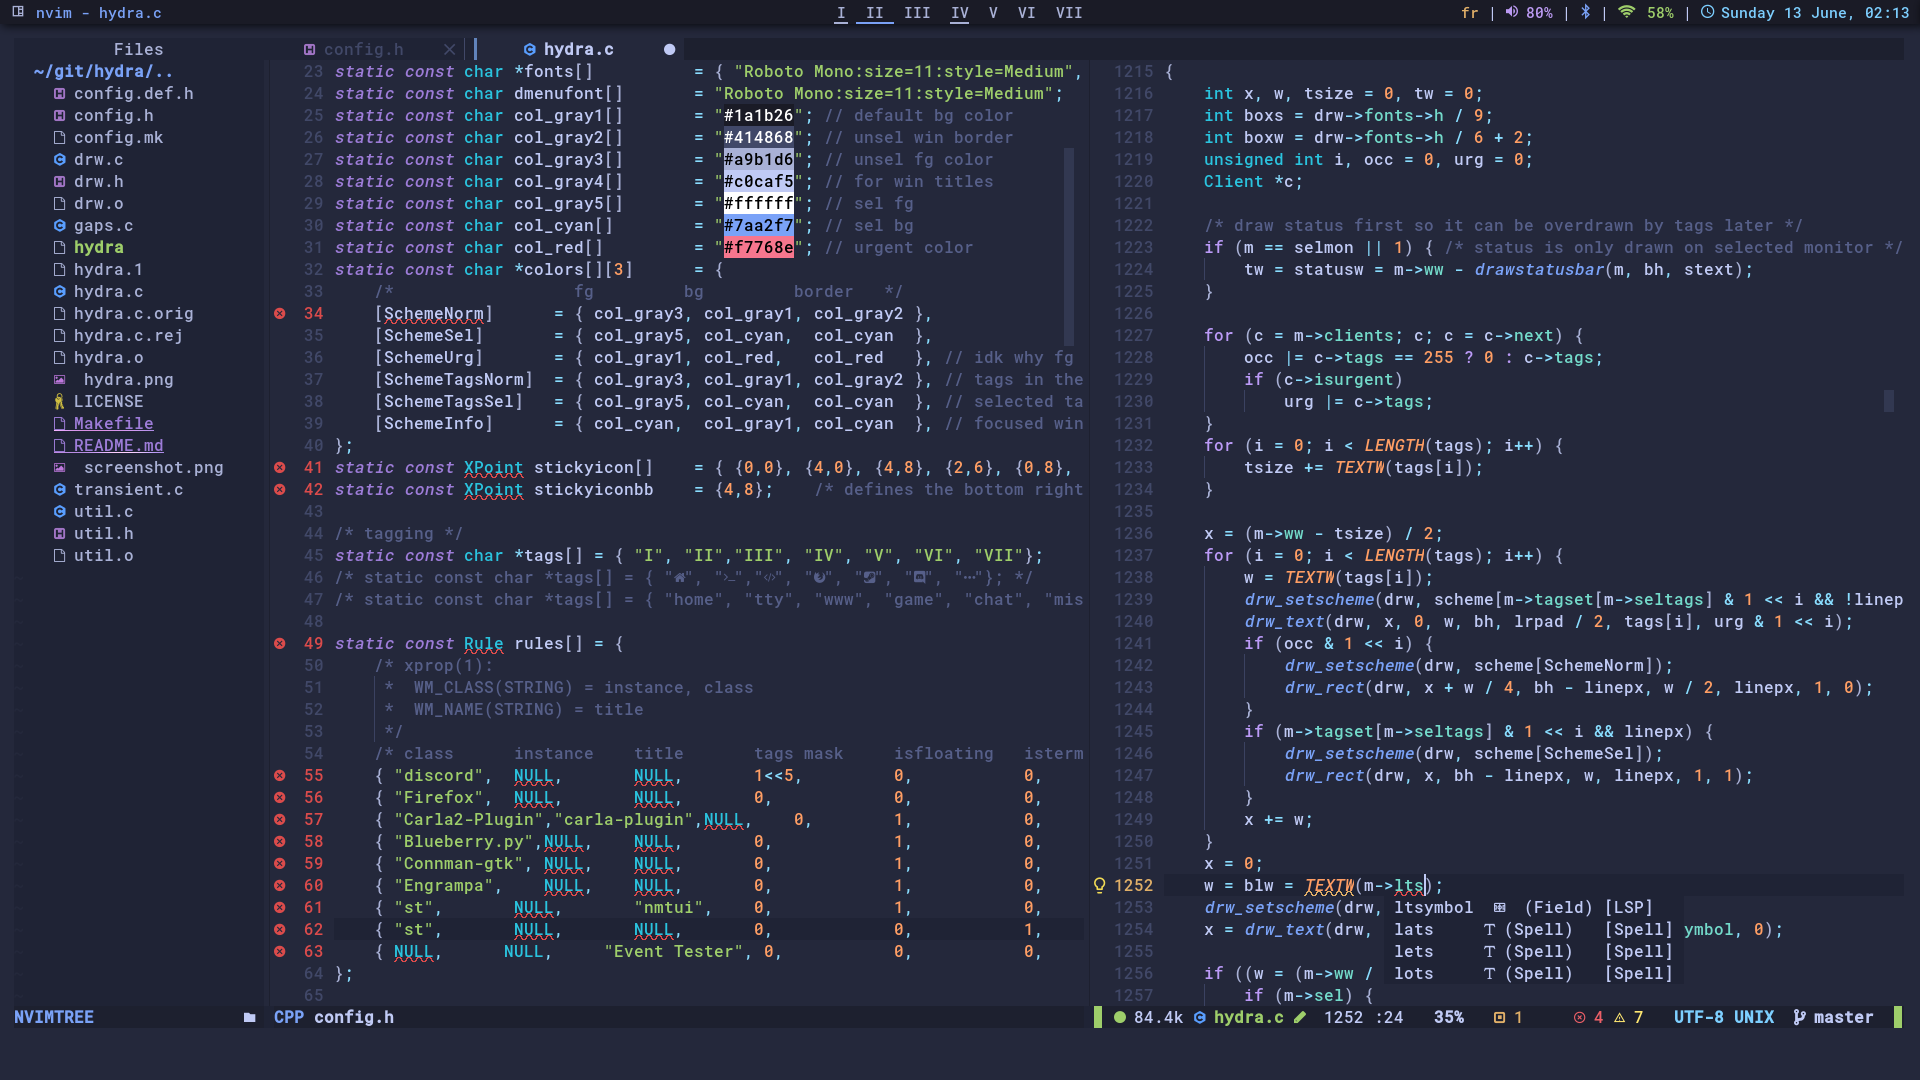 nvim - hydra.c
I II III IV V VI VII
fr | 80% | | 58% | Sunday 13 June, 02:13
Files
~/git/hydra/..
config.def.h
config.h
config.mk
drw.c
drw.h
drw.o
gaps.c
hydra
hydra.1
hydra.c
hydra.c.orig
hydra.c.rej
hydra.o
hydra.png
LICENSE
Makefile
README.md
screenshot.png
transient.c
util.c
util.h
util.o
config.h
hydra.c
23 static const char *fonts[] = { "Roboto Mono:size=11:style=Medium",
24 static const char dmenufont[] = "Roboto Mono:size=11:style=Medium";
25 static const char col_gray1[] = "#1a1b26"; // default bg color
26 static const char col_gray2[] = "#414868"; // unsel win border
27 static const char col_gray3[] = "#a9b1d6"; // unsel fg color
28 static const char col_gray4[] = "#c0caf5"; // for win titles
29 static const char col_gray5[] = "#ffffff"; // sel fg
30 static const char col_cyan[] = "#7aa2f7"; // sel bg
31 static const char col_red[] = "#f7768e"; // urgent color
32 static const char *colors[][3] = {
33 /* fg bg border */
34 [SchemeNorm] = { col_gray3, col_gray1, col_gray2 },
35 [SchemeSel] = { col_gray5, col_cyan, col_cyan },
36 [SchemeUrg] = { col_gray1, col_red, col_red }, // idk why fg
37 [SchemeTagsNorm] = { col_gray3, col_gray1, col_gray2 }, // tags in the
38 [SchemeTagsSel] = { col_gray5, col_cyan, col_cyan }, // selected ta
39 [SchemeInfo] = { col_cyan, col_gray1, col_cyan }, // focused win
40 };
41 static const XPoint stickyicon[] = { {0,0}, {4,0}, {4,8}, {2,6}, {0,8},
42 static const XPoint stickyiconbb = {4,8}; /* defines the bottom right
43
44 /* tagging */
45 static const char *tags[] = { "I", "II","III", "IV", "V", "VI", "VII"};
46 /* static const char *tags[] = { "", "","", "", "", "", ""}; */
47 /* static const char *tags[] = { "home", "tty", "www", "game", "chat", "mis
48
49 static const Rule rules[] = {
50 /* xprop(1):
51 * WM_CLASS(STRING) = instance, class
52 * WM_NAME(STRING) = title
53 */
54 /* class instance title tags mask isfloating isterm
55 { "discord", NULL, NULL, 1<<5, 0, 0,
56 { "Firefox", NULL, NULL, 0, 0, 0,
57 { "Carla2-Plugin","carla-plugin",NULL, 0, 1, 0,
58 { "Blueberry.py",NULL, NULL, 0, 1, 0,
59 { "Connman-gtk", NULL, NULL, 0, 1, 0,
60 { "Engrampa", NULL, NULL, 0, 1, 0,
61 { "st", NULL, "nmtui", 0, 1, 0,
62 { "st", NULL, NULL, 0, 0, 1,
63 { NULL, NULL, "Event Tester", 0, 0, 0,
64 };
65
1215 {
1216 int x, w, tsize = 0, tw = 0;
1217 int boxs = drw->fonts->h / 9;
1218 int boxw = drw->fonts->h / 6 + 2;
1219 unsigned int i, occ = 0, urg = 0;
1220 Client *c;
1221
1222 /* draw status first so it can be overdrawn by tags later */
1223 if (m == selmon || 1) { /* status is only drawn on selected monitor */
1224 tw = statusw = m->ww - drawstatusbar(m, bh, stext);
1225 }
1226
1227 for (c = m->clients; c; c = c->next) {
1228 occ |= c->tags == 255 ? 0 : c->tags;
1229 if (c->isurgent)
1230 urg |= c->tags;
1231 }
1232 for (i = 0; i < LENGTH(tags); i++) {
1233 tsize += TEXTW(tags[i]);
1234 }
1235
1236 x = (m->ww - tsize) / 2;
1237 for (i = 0; i < LENGTH(tags); i++) {
1238 w = TEXTW(tags[i]);
1239 drw_setscheme(drw, scheme[m->tagset[m->seltags] & 1 << i && !linep
1240 drw_text(drw, x, 0, w, bh, lrpad / 2, tags[i], urg & 1 << i);
1241 if (occ & 1 << i) {
1242 drw_setscheme(drw, scheme[SchemeNorm]);
1243 drw_rect(drw, x + w / 4, bh - linepx, w / 2, linepx, 1, 0);
1244 }
1245 if (m->tagset[m->seltags] & 1 << i && linepx) {
1246 drw_setscheme(drw, scheme[SchemeSel]);
1247 drw_rect(drw, x, bh - linepx, w, linepx, 1, 1);
1248 }
1249 x += w;
1250 }
1251 x = 0;
1252 w = blw = TEXTW(m->lts);
1253 drw_setscheme(drw, ltsymbol (Field) [LSP]
1254 x = drw_text(drw, lats (Spell) [Spell] ymbol, 0);
1255 lets (Spell) [Spell]
1256 if ((w = (m->ww / lots (Spell) [Spell]
1257 if (m->sel) {
NVIMTREE
CPP config.h
84.4k hydra.c 1252 :24 35% 1 4 7 UTF-8 UNIX master